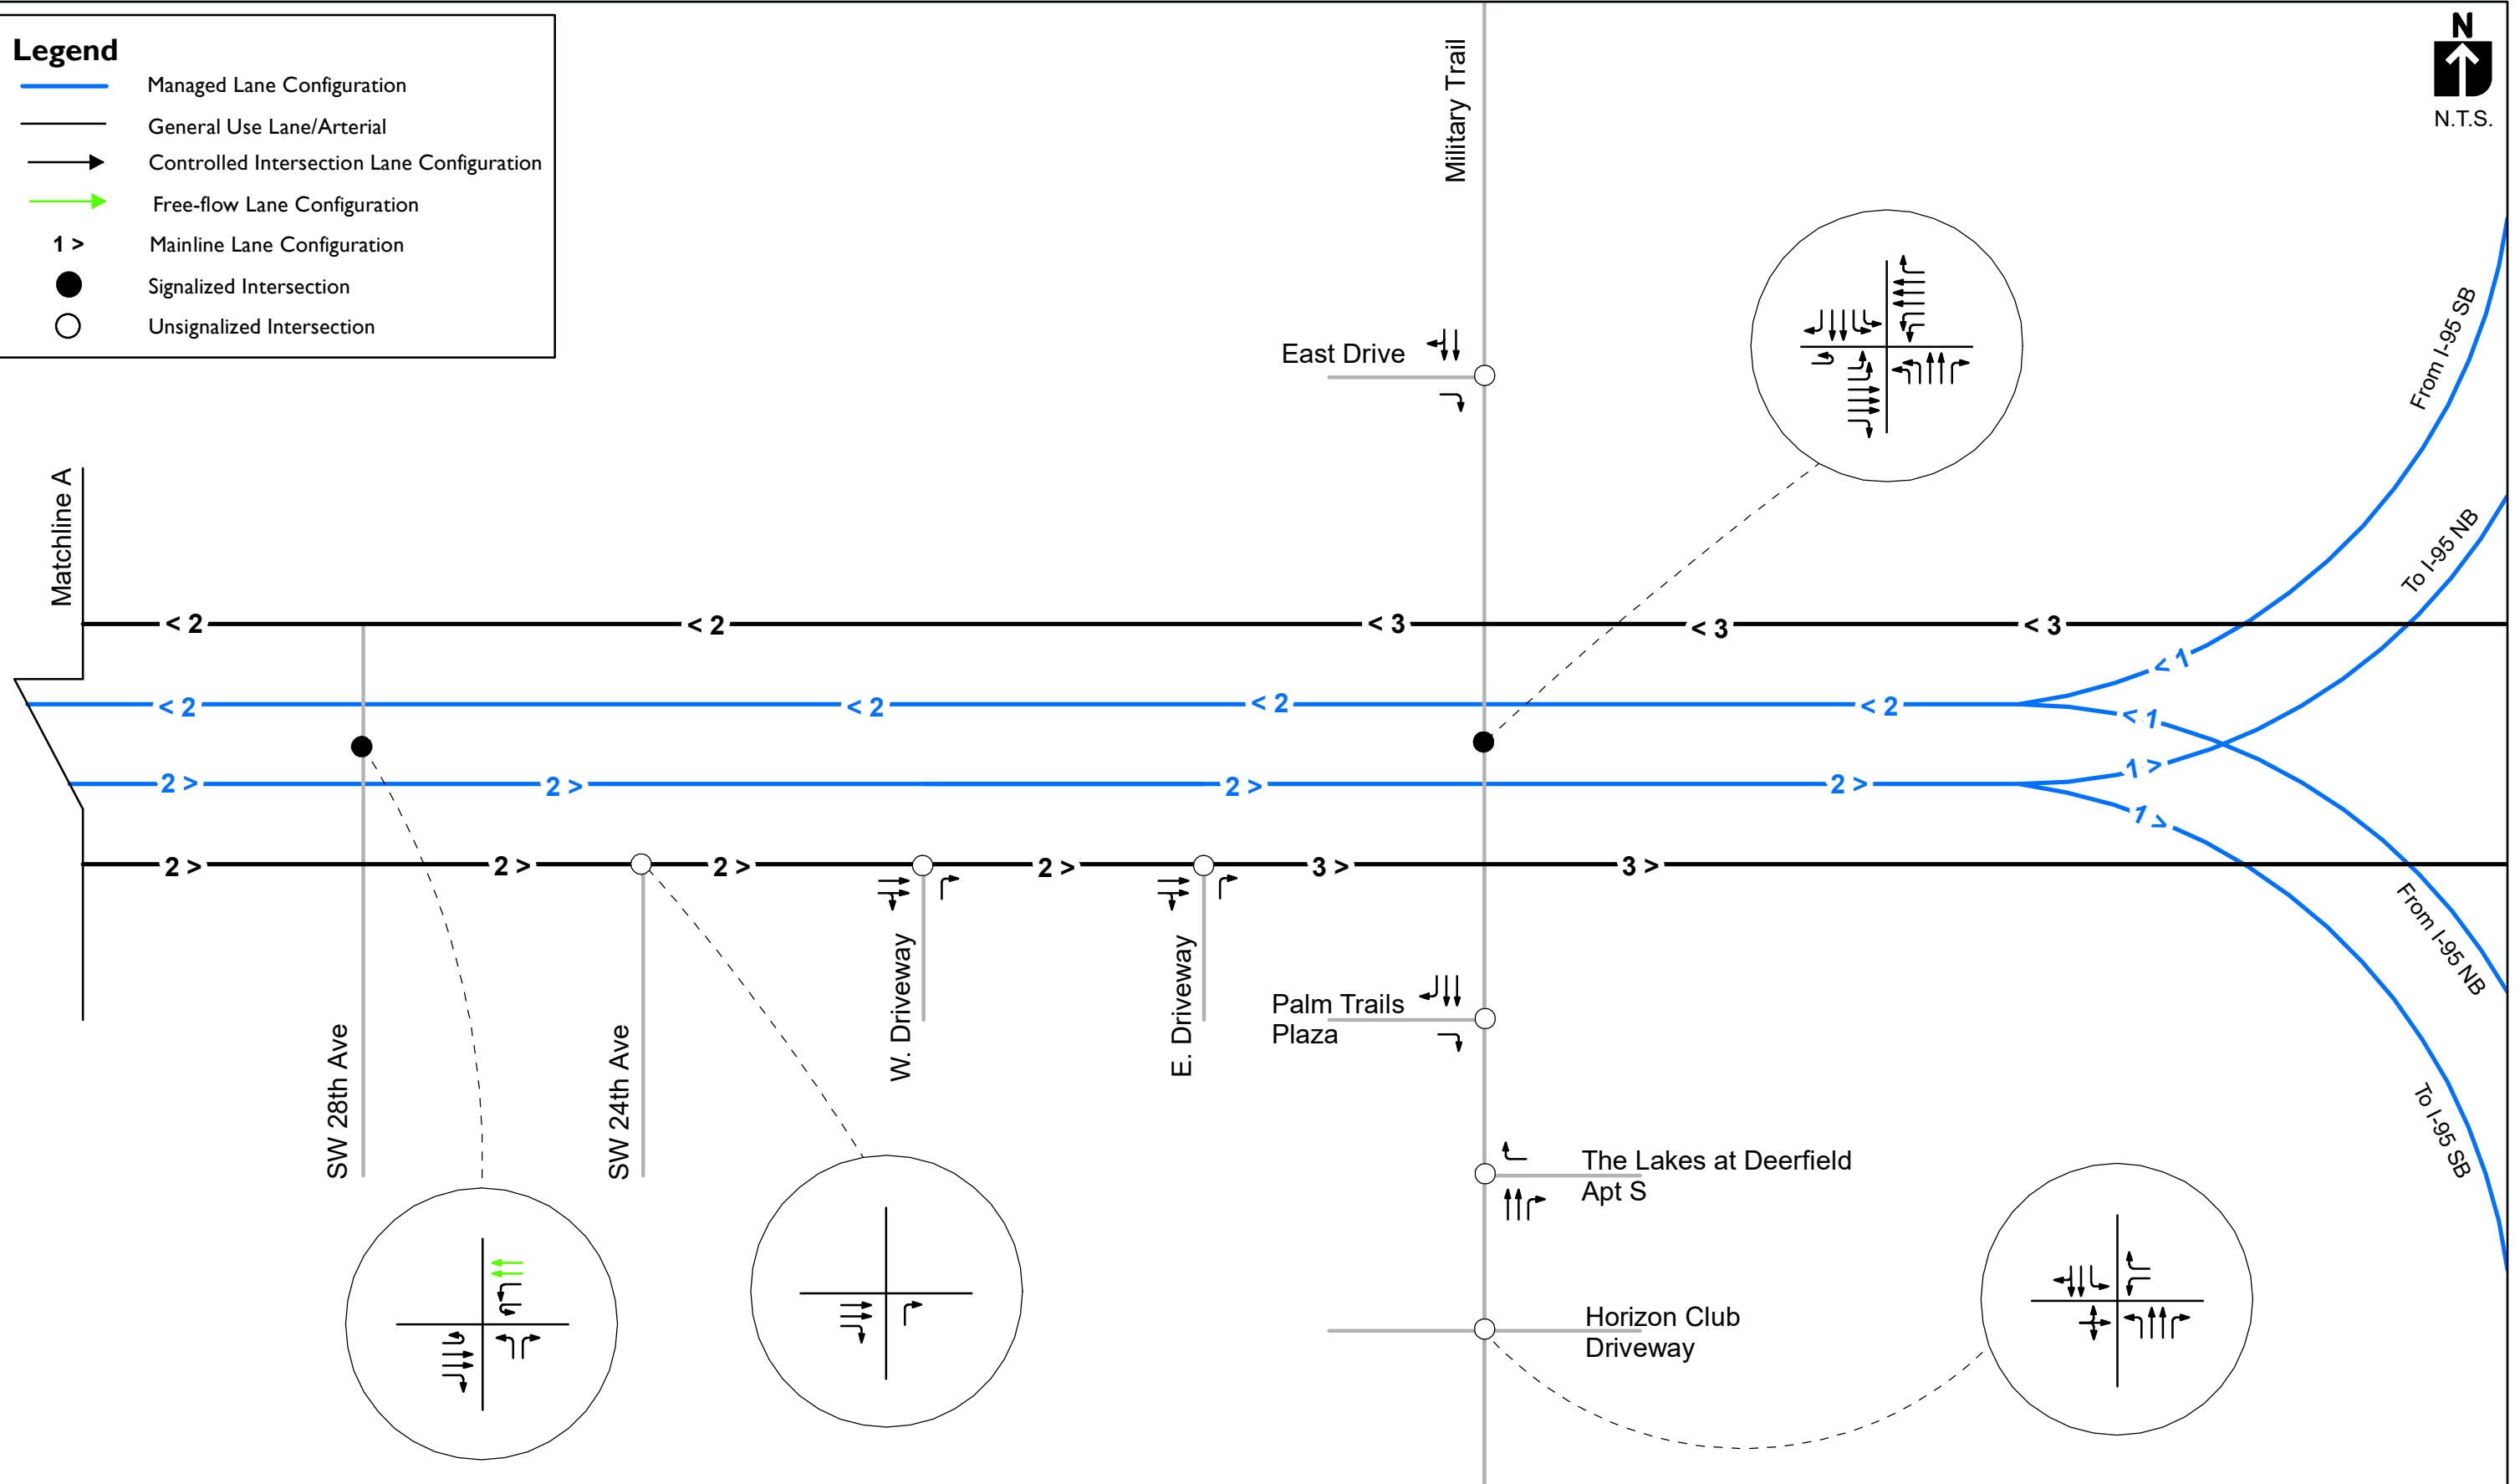 Legend
Managed Lane Configuration
General Use Lane/Arterial
Controlled Intersection Lane Configuration
Free-flow Lane Configuration
1 >
Mainline Lane Configuration
Signalized Intersection
Unsignalized Intersection
N
N.T.S.
Military Trail
East Drive
From I-95 SB
To I-95 NB
Matchline A
< 2
< 2
< 3
< 3
< 3
< 1
< 2
< 2
< 2
< 2
< 1
2 >
2 >
2 >
2 >
1 >
1 >
2 >
2 >
2 >
2 >
3 >
3 >
From I-95 NB
To I-95 SB
SW 28th Ave
SW 24th Ave
W. Driveway
E. Driveway
Palm Trails
Plaza
The Lakes at Deerfield
Apt S
Horizon Club
Driveway